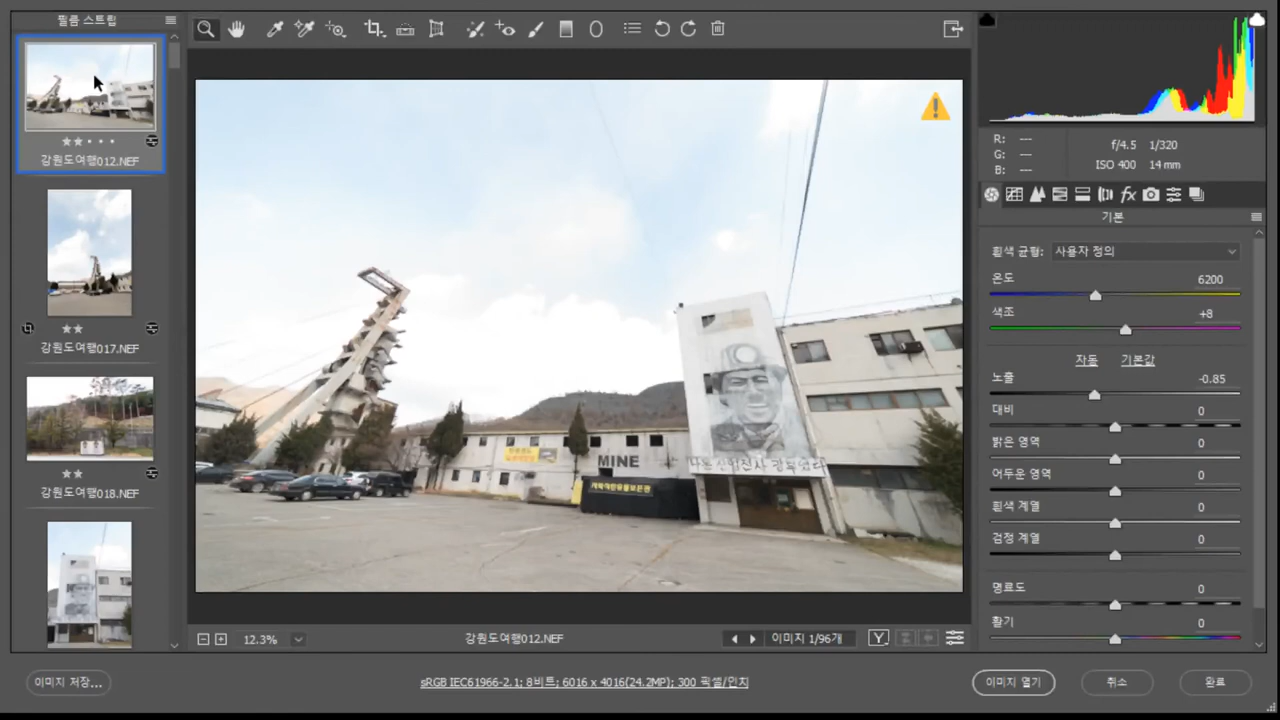 필름 스트립
강원도여행012.NEF
강원도여행017.NEF
강원도여행018.NEF
MINE
12.3%
강원도여행012.NEF
이미지 1/96개
Y
이미지 저장...
sRGB IEC61966-2.1; 8비트; 6016 x 4016(24.2MP); 300 픽셀/인치
이미지 열기
취소
완료
R: ---
G: ---
B: ---
f/4.5 1/320
ISO 400 14 mm
fx
기본
흰색 균형: 사용자 정의
온도 6200
색조 +8
자동 기본값
노출 -0.85
대비 0
밝은 영역 0
어두운 영역 0
흰색 계열 0
검정 계열 0
명료도 0
활기 0